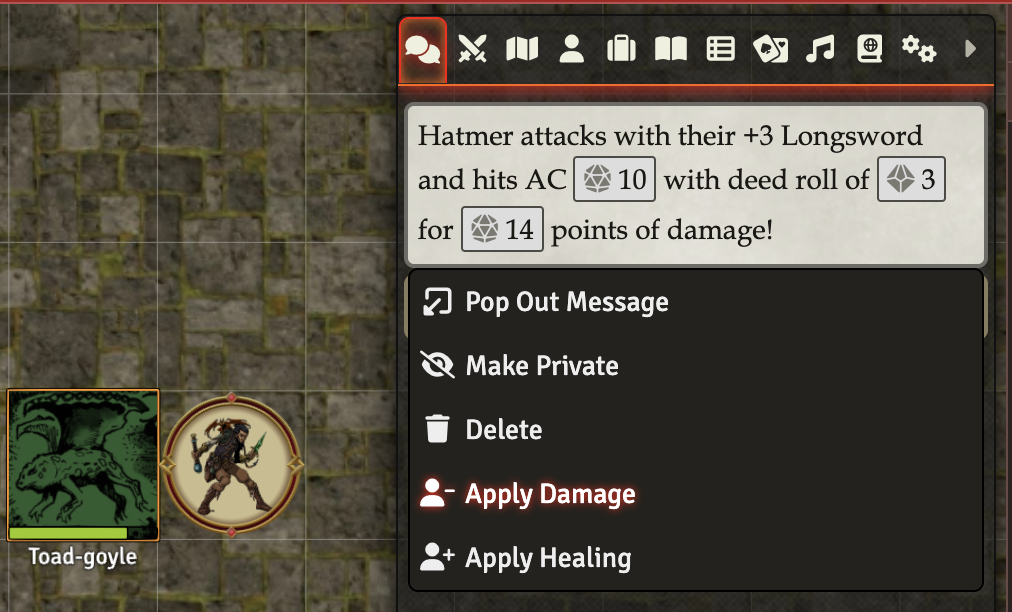 Hatmer attacks with their +3 Longsword
and hits AC 10 with deed roll of 3
for 14 points of damage!
Pop Out Message
Make Private
Delete
Apply Damage
Apply Healing
Toad-goyle